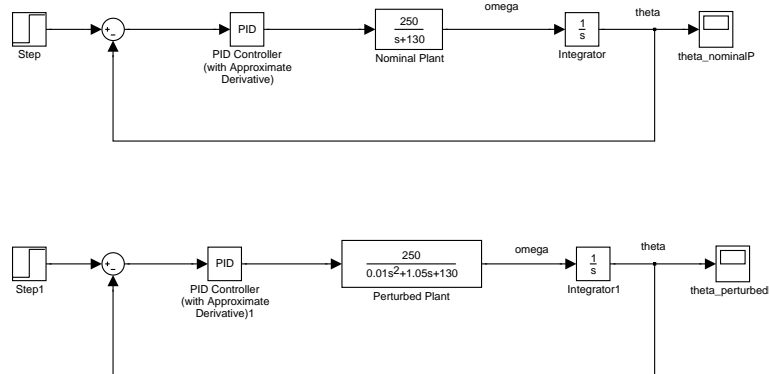 omega
theta
+
−
PID
250
s+130
1
s
Step
PID Controller
(with Approximate
Derivative)
Nominal Plant
Integrator
theta_nominalP
omega
theta
+
−
PID
250
0.01s²+1.05s+130
1
s
Step1
PID Controller
(with Approximate
Derivative)1
Perturbed Plant
Integrator1
theta_perturbed